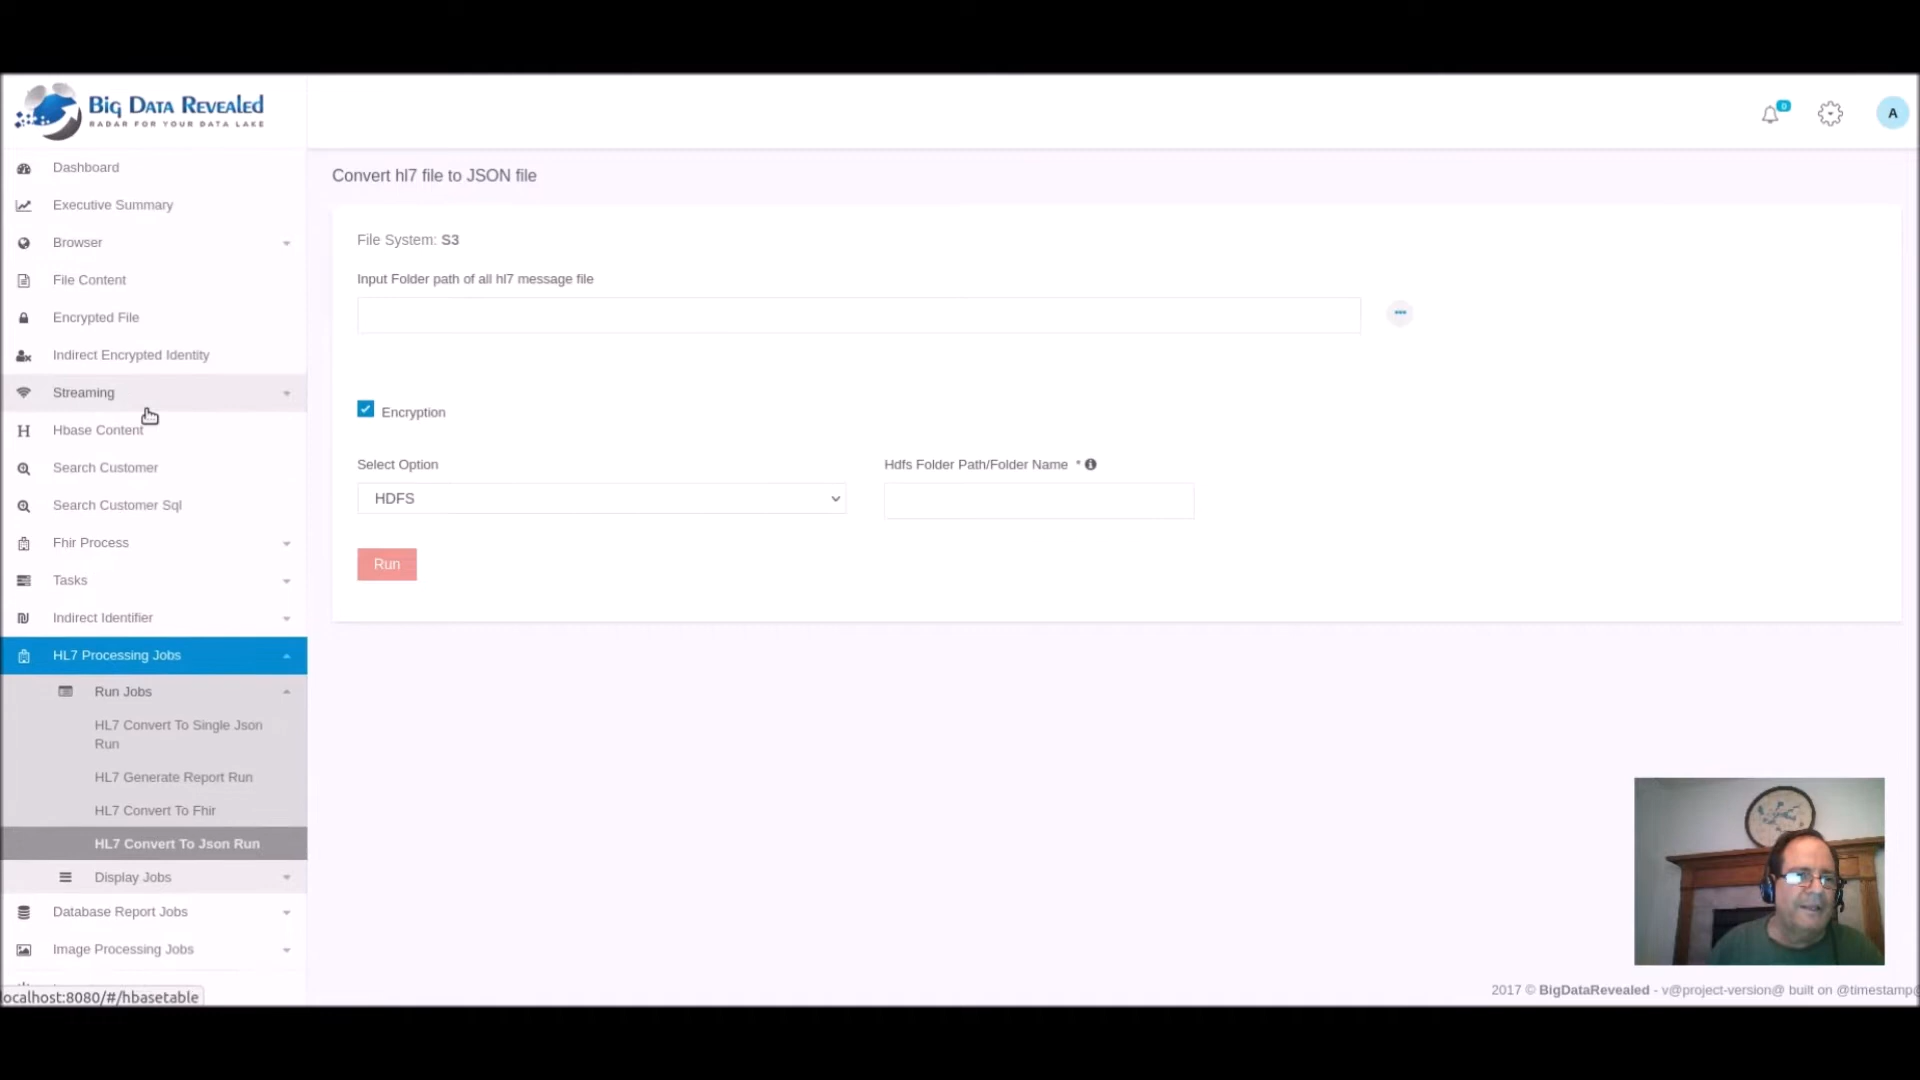 Big Data Revealed
RADAR FOR YOUR DATA LAKE
0
A
Dashboard
Executive Summary
Browser
File Content
Encrypted File
Indirect Encrypted Identity
Streaming
Hbase Content
Search Customer
Search Customer Sql
Fhir Process
Tasks
Indirect Identifier
HL7 Processing Jobs
Run Jobs
HL7 Convert To Single Json
Run
HL7 Generate Report Run
HL7 Convert To Fhir
HL7 Convert To Json Run
Display Jobs
Database Report Jobs
Image Processing Jobs
localhost:8080/#/hbasetable
Convert hl7 file to JSON file
File System: S3
Input Folder path of all hl7 message file
Encryption
Select Option
HDFS
Hdfs Folder Path/Folder Name *
Run
2017 © BigDataRevealed - v@project-version@ built on @timestamp@